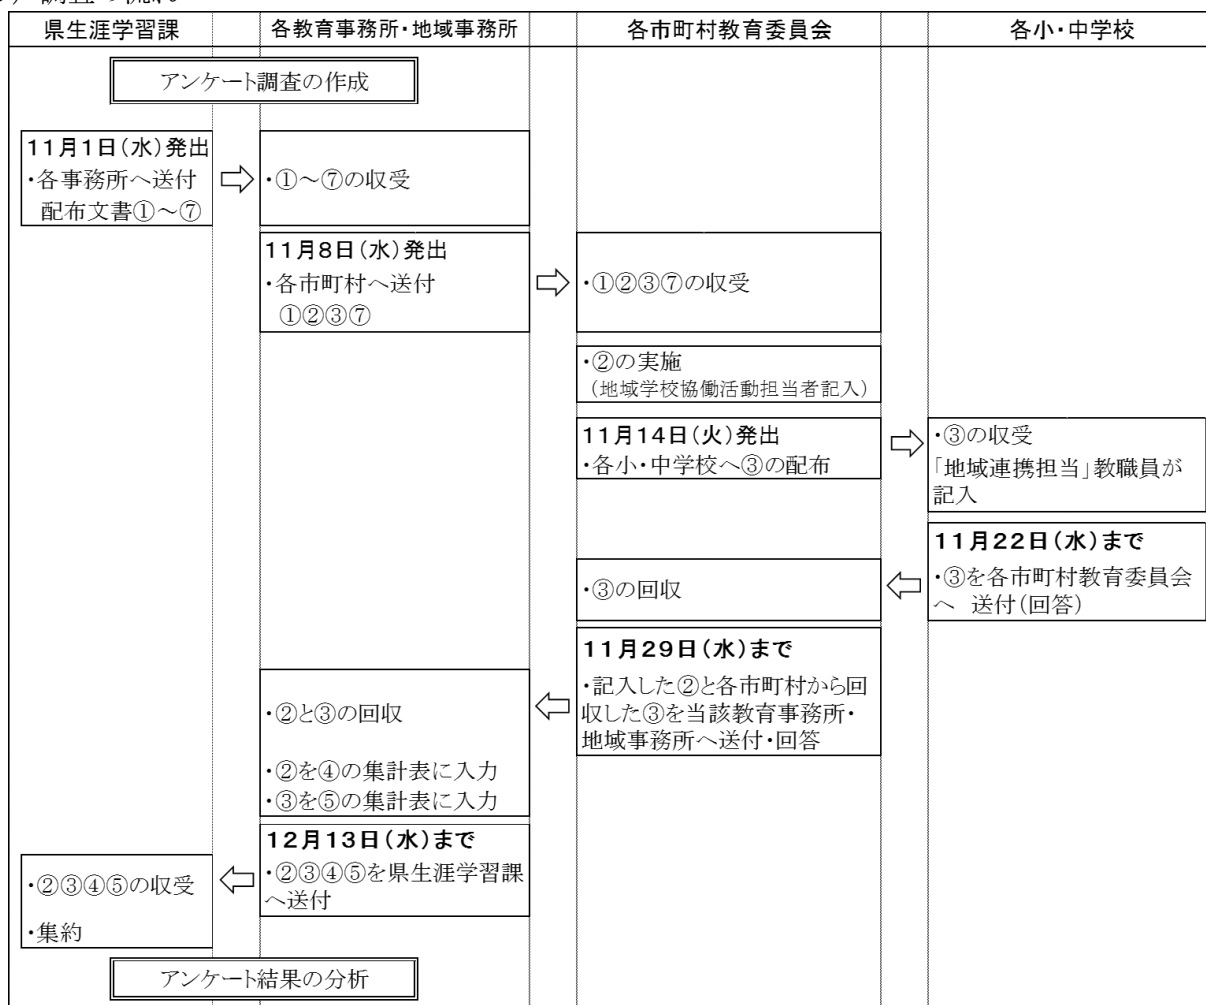 県生涯学習課
各教育事務所・地域事務所
各市町村教育委員会
各小・中学校
アンケート調査の作成
11月1日(水)発出
・各事務所へ送付
配布文書①～⑦
・①～⑦の収受
11月8日(水)発出
・各市町村へ送付
①②③⑦
・①②③⑦の収受
・②の実施
(地域学校協働活動担当者記入)
11月14日(火)発出
・各小・中学校へ③の配布
・③の収受
「地域連携担当」教職員が
記入
11月22日(水)まで
・③を各市町村教育委員会
へ 送付(回答)
・③の回収
11月29日(水)まで
・記入した②と各市町村から回
収した③を当該教育事務所・
地域事務所へ送付・回答
・②と③の回収
・②を④の集計表に入力
・③を⑤の集計表に入力
12月13日(水)まで
・②③④⑤を県生涯学習課
へ送付
・②③④⑤の収受
・集約
アンケート結果の分析